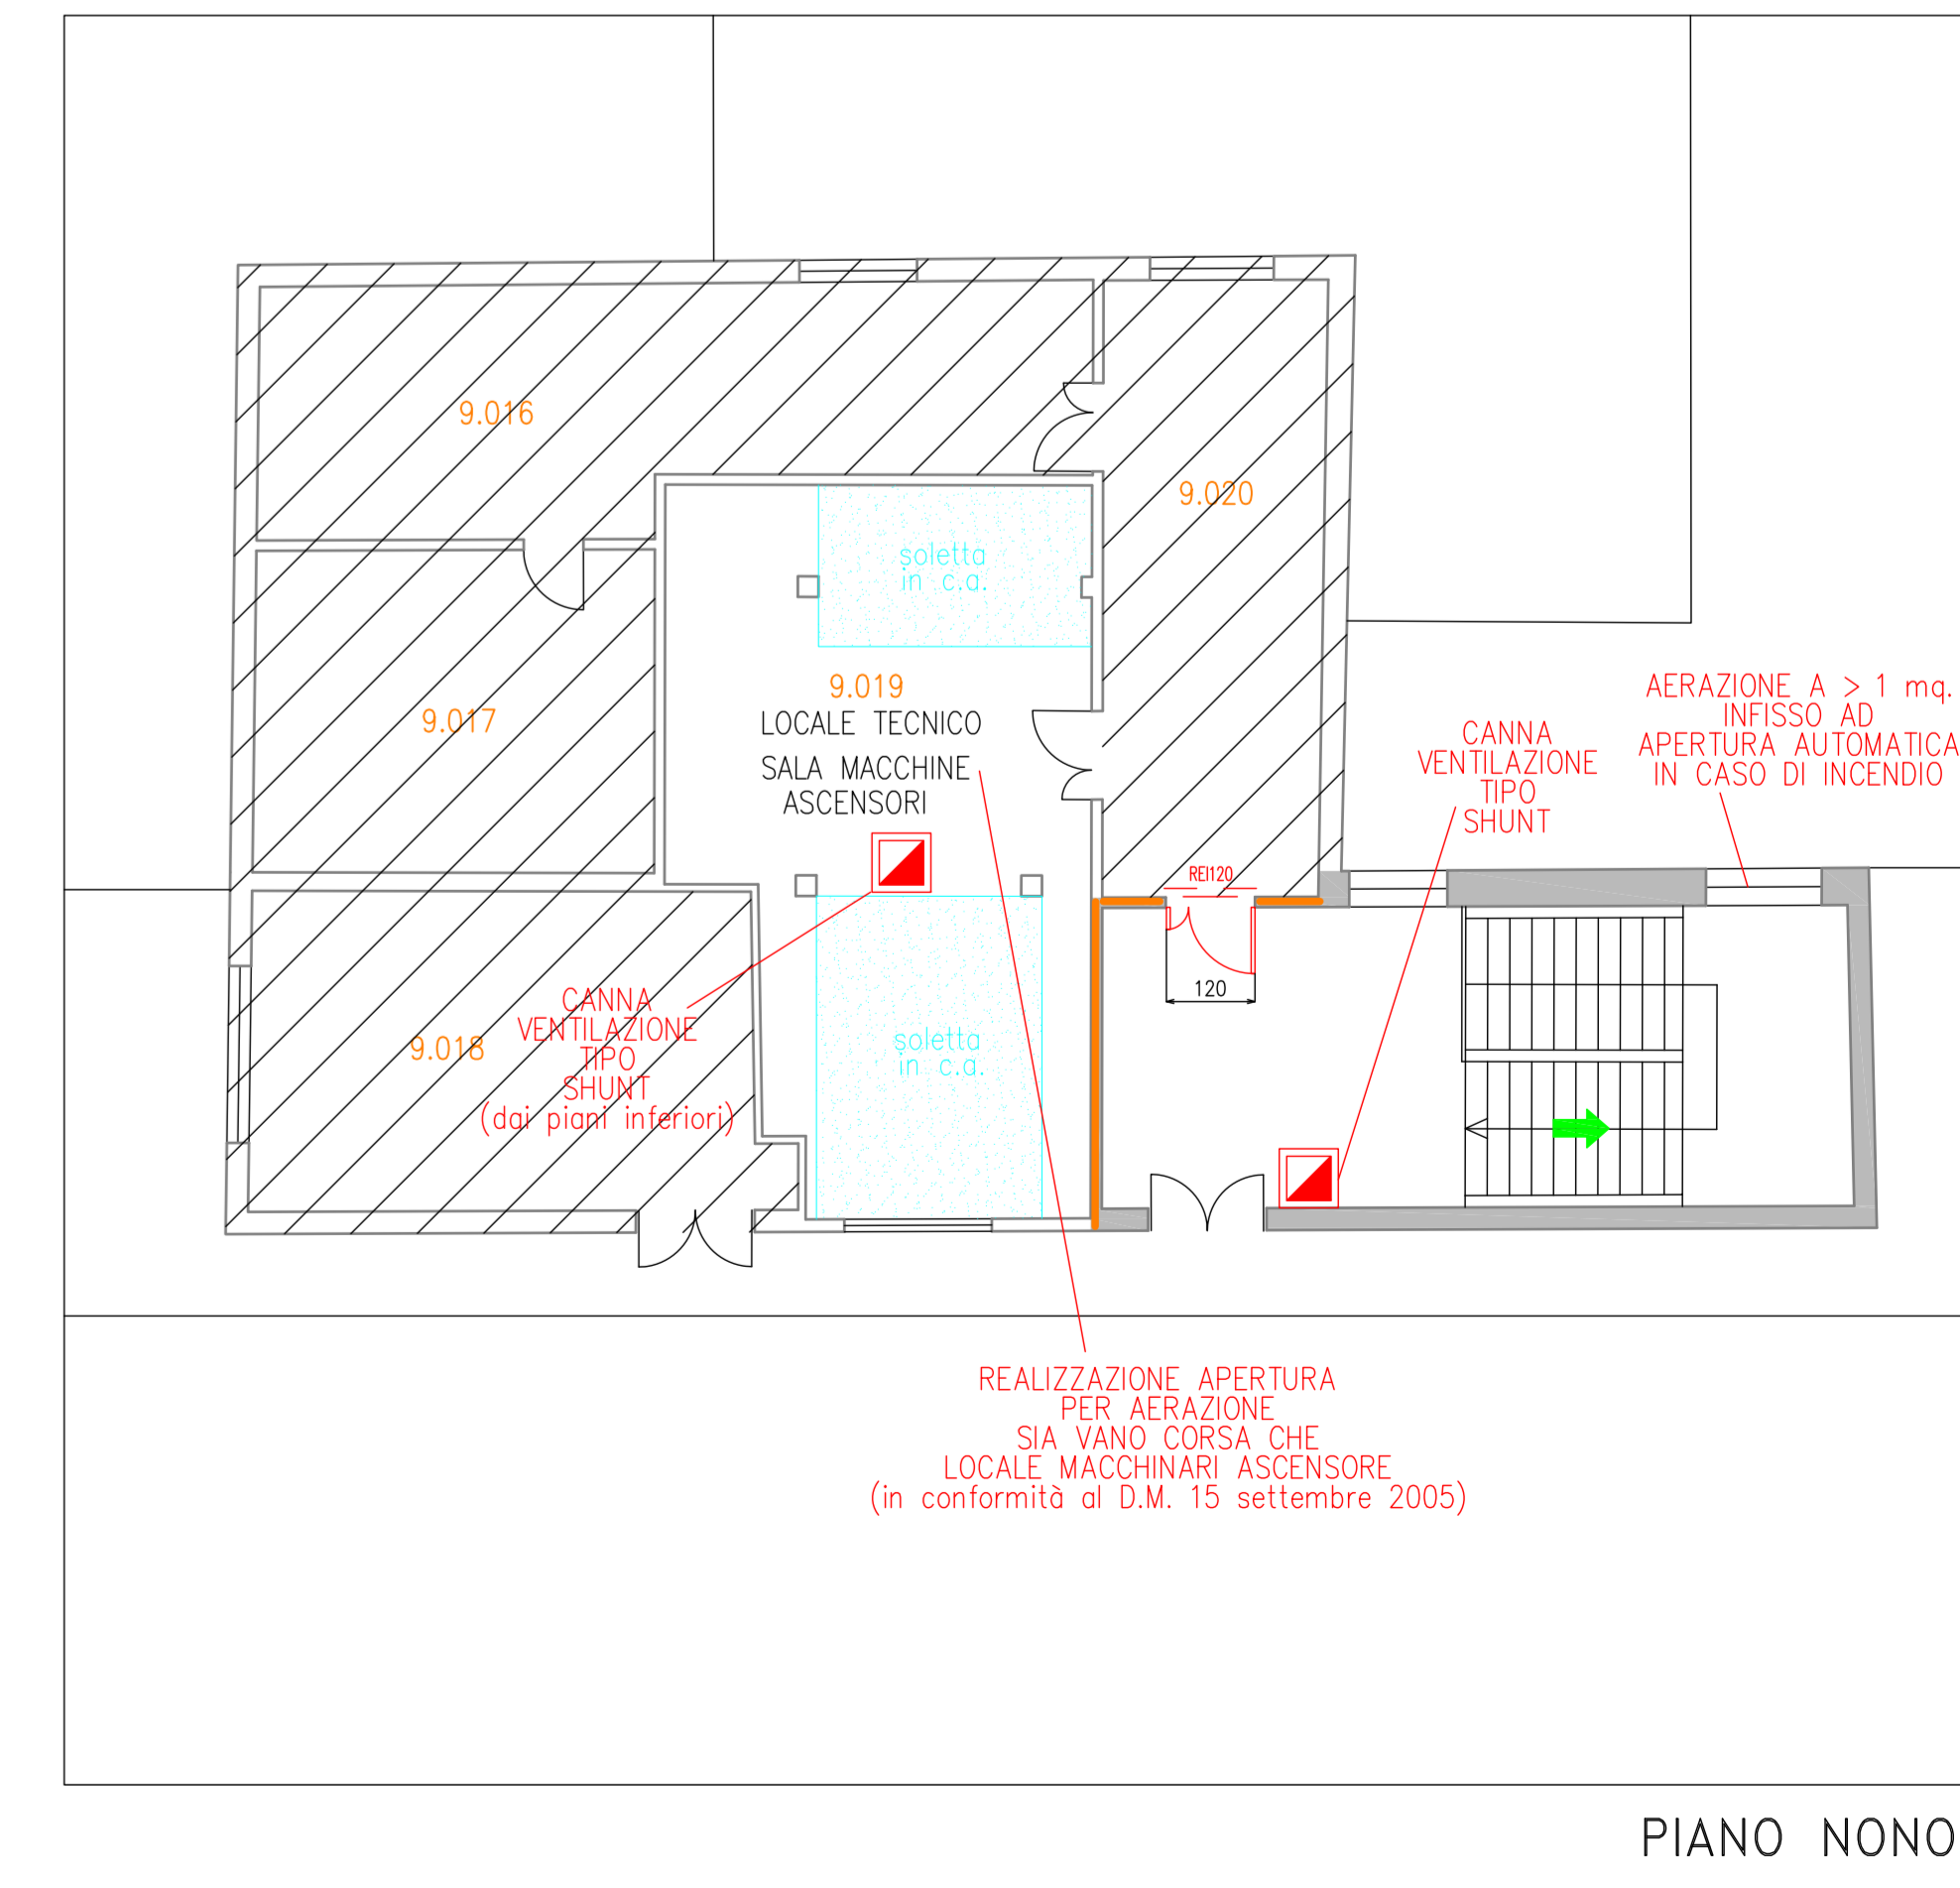 9.016
9.020
soletta
in c.a.
9.019
LOCALE TECNICO
SALA MACCHINE
ASCENSORI
9.017
CANNA
VENTILAZIONE
TIPO
SHUNT
AERAZIONE A > 1 mq.
INFISSO AD
APERTURA AUTOMATICA
IN CASO DI INCENDIO
REI120
120
9.018
CANNA
VENTILAZIONE
TIPO
SHUNT
(dai piani inferiori)
soletta
in c.a.
REALIZZAZIONE APERTURA
PER AERAZIONE
SIA VANO CORSA CHE
LOCALE MACCHINARI ASCENSORE
(in conformità al D.M. 15 settembre 2005)
PIANO NONO